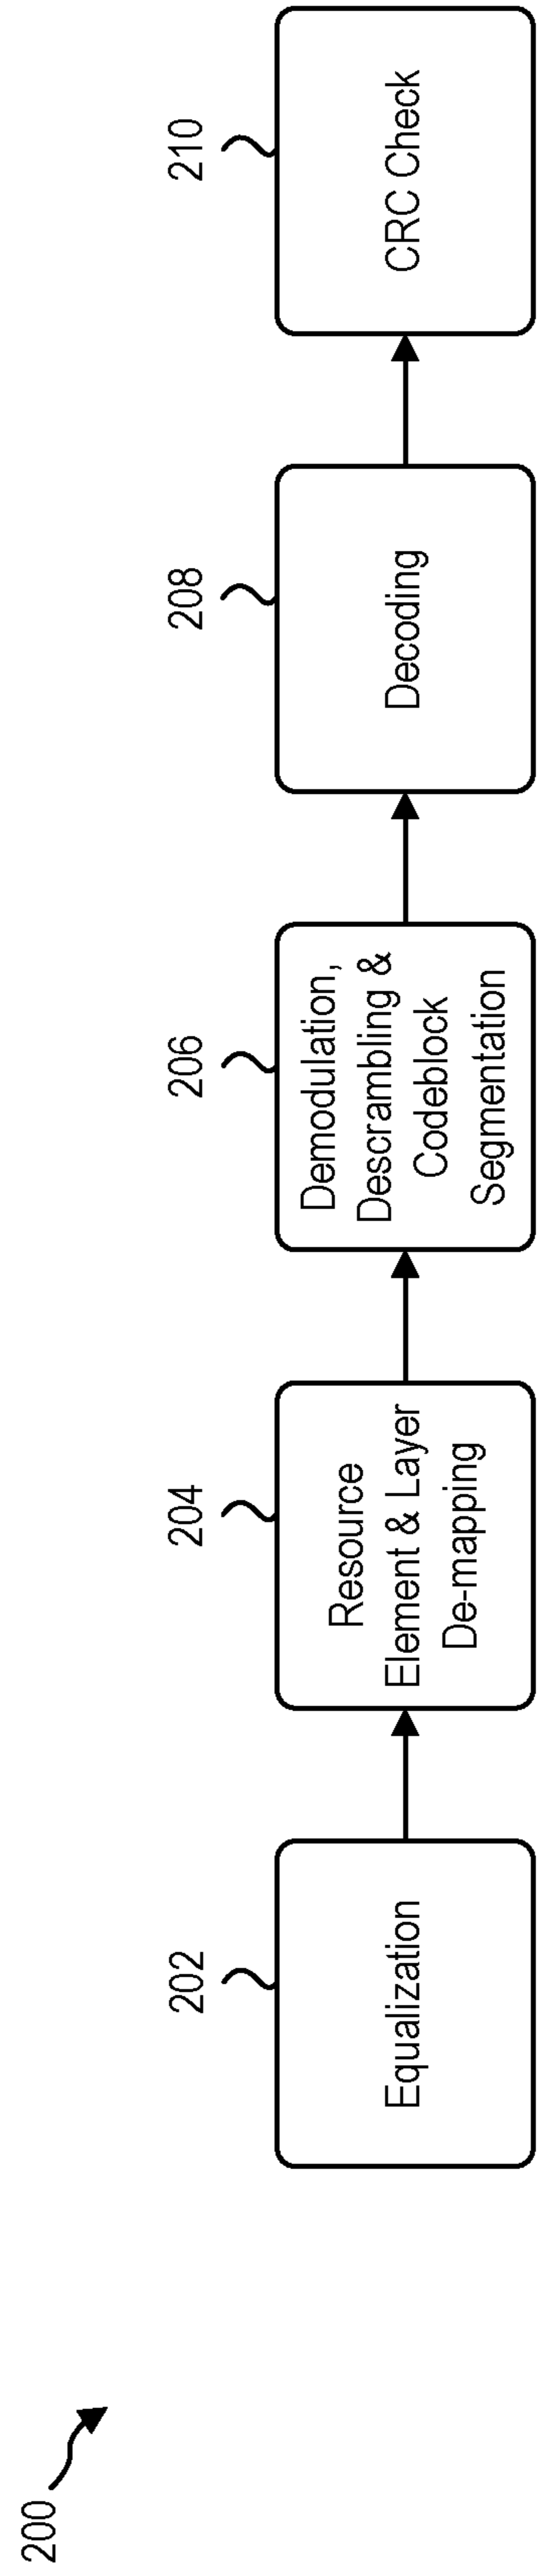 200
202
Equalization
204
Resource
Element & Layer
De-mapping
206
Demodulation,
Descrambling &
Codeblock
Segmentation
208
Decoding
210
CRC Check